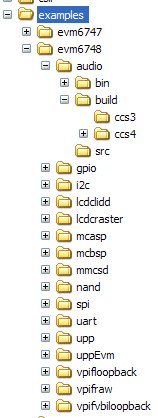 examples
evm6747
evm6748
audio
bin
build
ccs3
ccs4
src
gpio
i2c
lcdclidd
lcdcraster
mcasp
mcbsp
mmcsd
nand
spi
uart
upp
uppEvm
vpifloopback
vpifraw
vpifvbiloopback